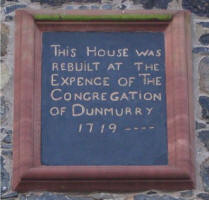 This House was
rebuilt at the
Expence of The
Congregation
of Dunmurry
1719 ----